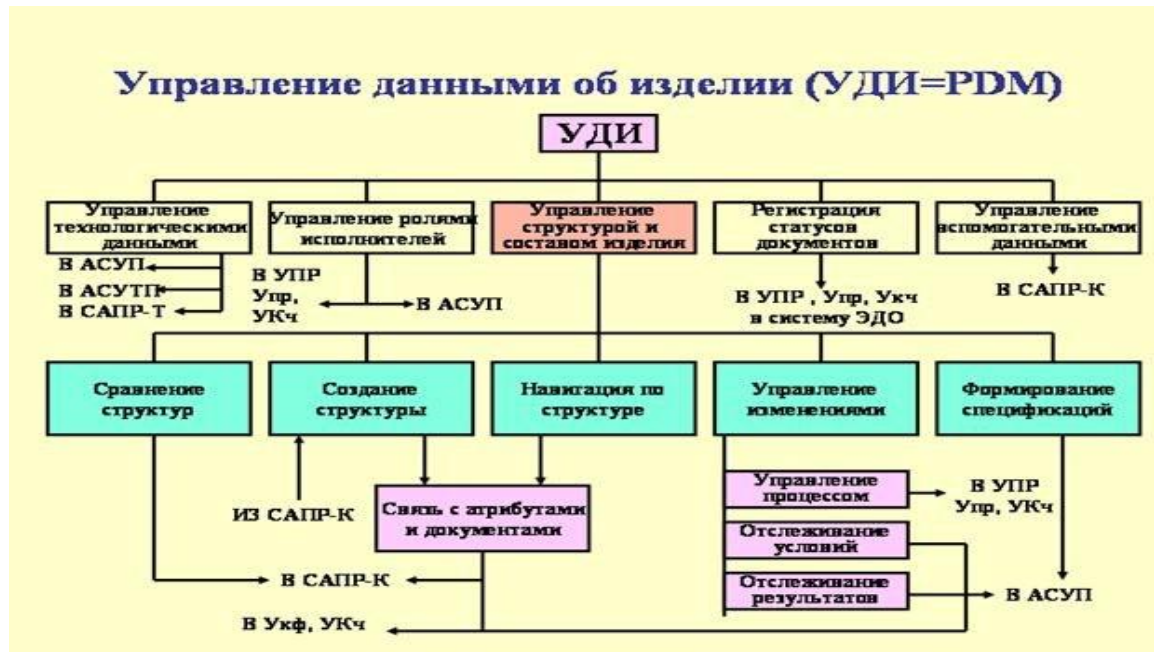 Управление данными об изделии (УДИ=PDM)
УДИ
Управление
технологическими
данными
Управление ролями
исполнителей
Управление
структурой и
составом изделия
Регистрация
статусов
документов
Управление
вспомогательными
данными
В АСУП
В АСУТП
В САПР-Т
В УПР
Упр,
УКч
В АСУП
В УПР , Упр, Укч
в систему ЭДО
В САПР-К
Сравнение
структур
Создание
структуры
Навигация по
структуре
Управление
изменениями
Формирование
спецификаций
ИЗ САПР-К
Связь с атрибутами
и документами
Управление
процессом
В УПР
Упр, УКч
Отслеживание
условий
Отслеживание
результатов
В САПР-К
В АСУП
В Укф, УКч